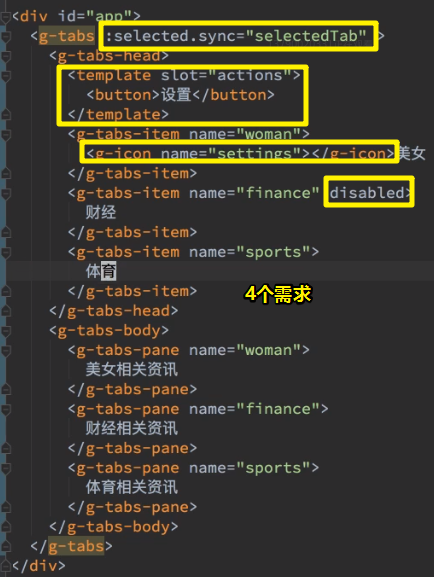 <div id="app">
<g-tabs :selected.sync="selectedTab" >
<g-tabs-head>
<template slot="actions">
<button>设置</button>
</template>
<g-tabs-item name="woman">
<g-icon name="settings"></g-icon>美女
</g-tabs-item>
<g-tabs-item name="finance" disabled>
财经
</g-tabs-item>
<g-tabs-item name="sports">
体育
</g-tabs-item>
4个需求
</g-tabs-head>
<g-tabs-body>
<g-tabs-pane name="woman">
美女相关资讯
</g-tabs-pane>
<g-tabs-pane name="finance">
财经相关资讯
</g-tabs-pane>
<g-tabs-pane name="sports">
体育相关资讯
</g-tabs-pane>
</g-tabs-body>
</g-tabs>
</div>